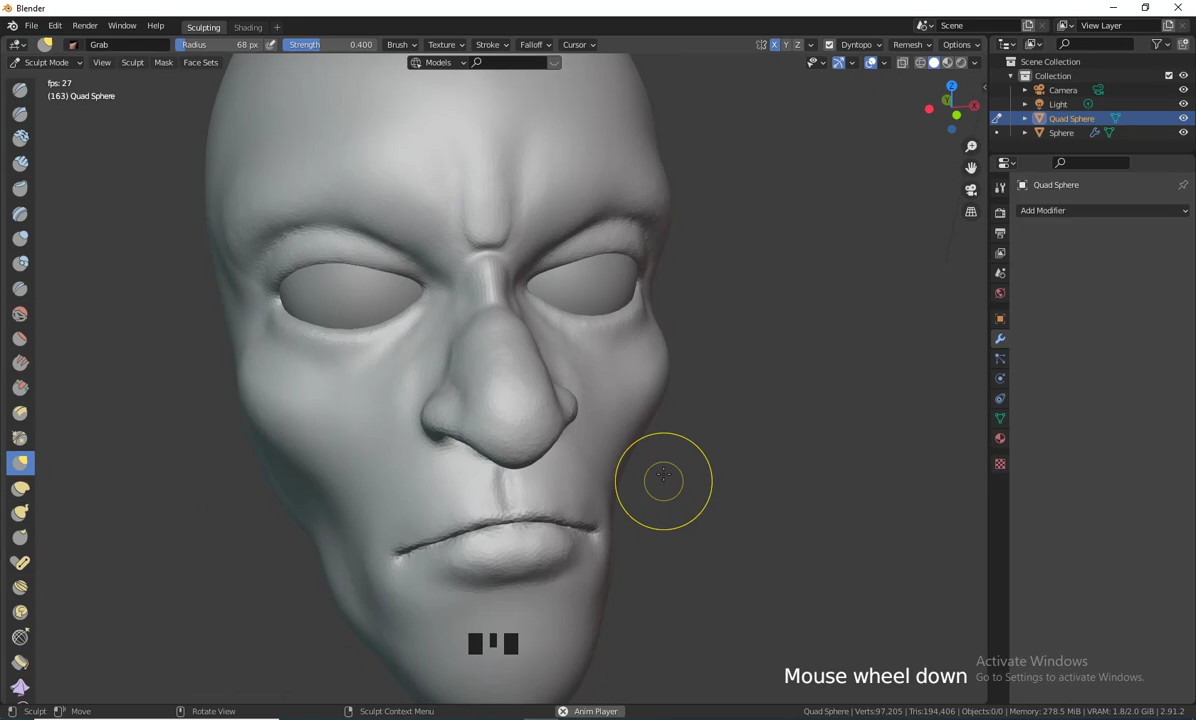 Blender
File Edit Render Window Help Sculpting Shading + Scene View Layer
Grab Radius 68 px Strength 0.400 Brush Texture Stroke Falloff Cursor X Y Z Dyntopo Remesh Options
Sculpt Mode View Sculpt Mask Face Sets Models
fps: 27
(163) Quad Sphere
Z
Y
X
Scene Collection
Collection
Camera
Light
Quad Sphere
Sphere
Quad Sphere
Add Modifier
Mouse wheel down
Activate Windows
Go to Settings to activate Windows.
Sculpt Move Rotate View Sculpt Context Menu Anim Player Quad Sphere | Verts:97,205 | Tris:194,406 | Objects:0/0 | Memory: 278.5 MiB | VRAM: 1.8/2.0 GiB | 2.91.2